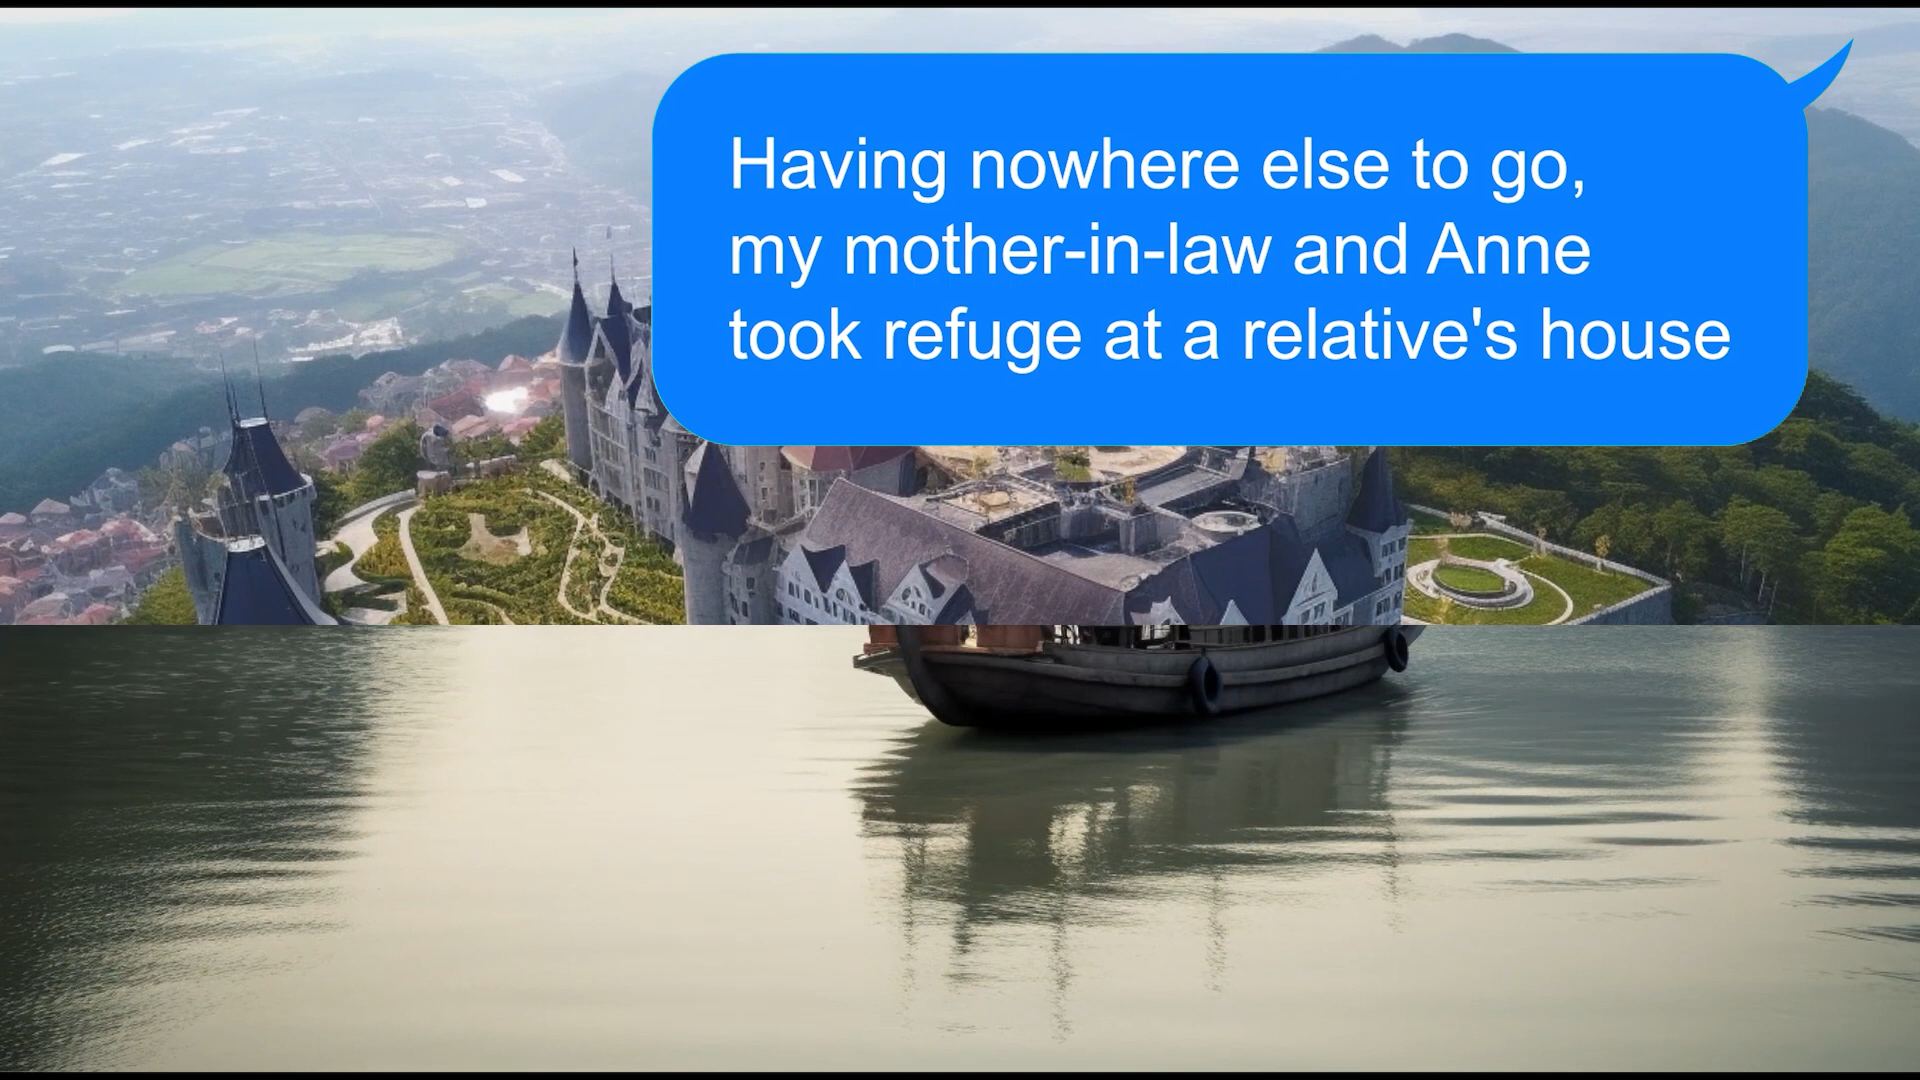 Having nowhere else to go,
my mother-in-law and Anne
took refuge at a relative's house